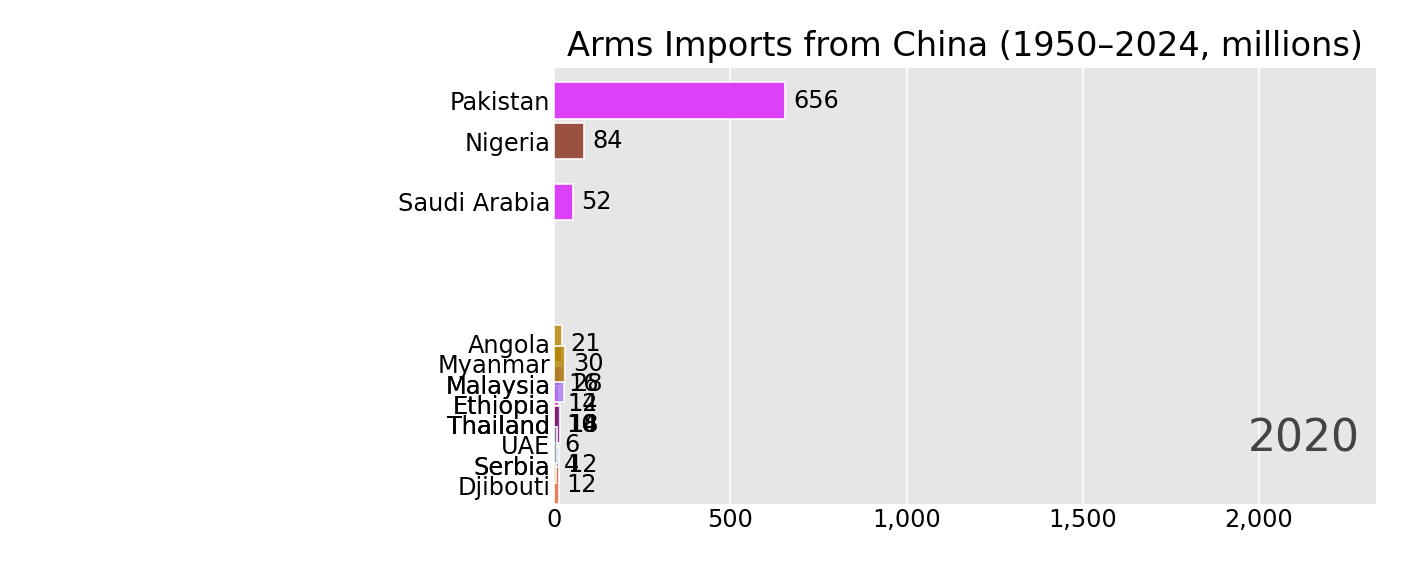 Arms Imports from China (1950–2024, millions)
Pakistan 656
Nigeria 84
Saudi Arabia 52
Angola 21
Myanmar 30
Malaysia
Ethiopia
Thailand
UAE 6
Serbia
Djibouti 12
2020
0 500 1,000 1,500 2,000